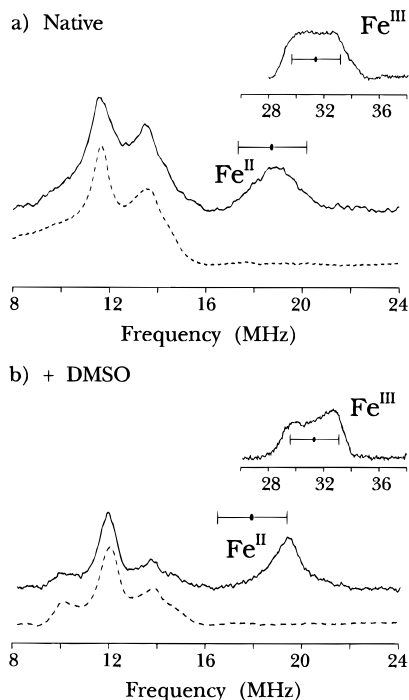 a) Native
Fe^III
28 32 36
Fe^II
8 12 16 20 24
Frequency (MHz)
b) + DMSO
Fe^III
28 32 36
Fe^II
8 12 16 20 24
Frequency (MHz)